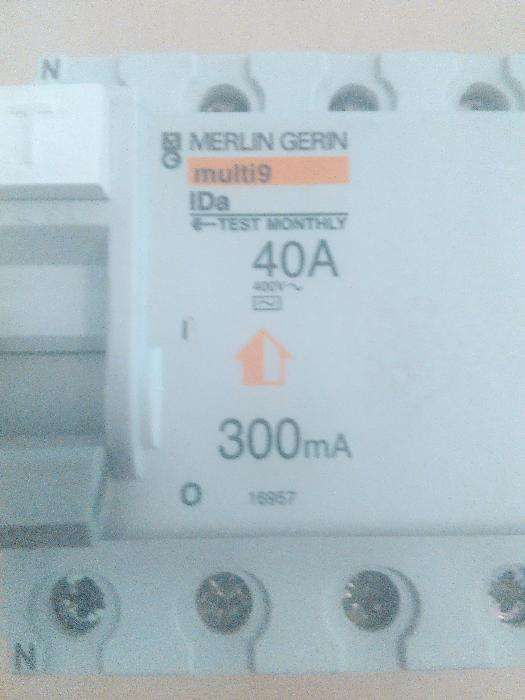 N
T
MERLIN GERIN
multi9
IDa
←TEST MONTHLY
40A
400V~
I
300mA
O
16957
N